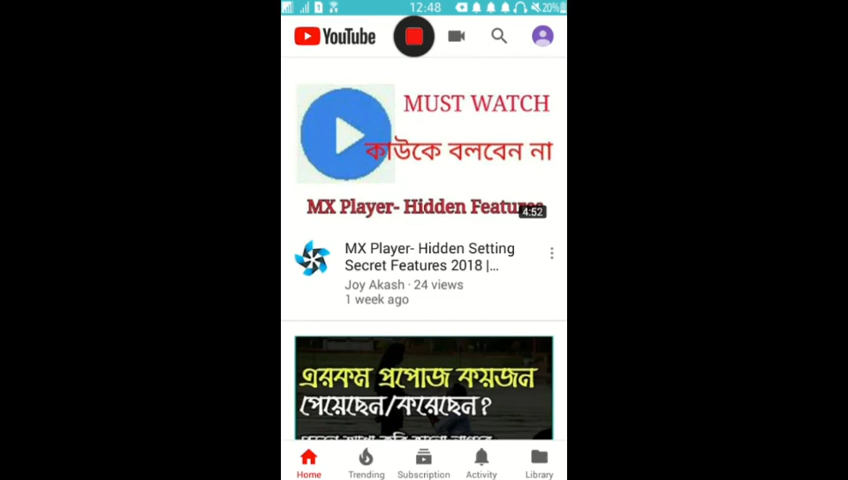 12:48
20%
YouTube
MUST WATCH
কাউকে বলবেন না
MX Player- Hidden Features
4:52
MX Player- Hidden Setting
Secret Features 2018 |...
Joy Akash · 24 views
1 week ago
এরকম প্রপোজ কয়জন
পেয়েছেন/করেছেন?
Home
Trending
Subscription
Activity
Library